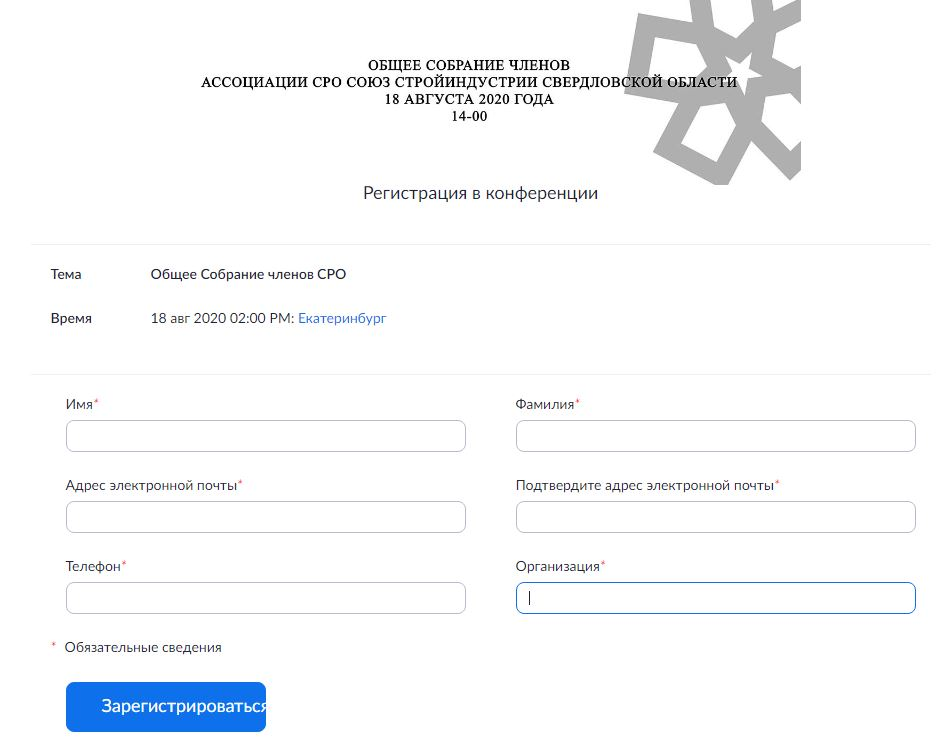 ОБЩЕЕ СОБРАНИЕ ЧЛЕНОВ
АССОЦИАЦИИ СРО СОЮЗ СТРОЙИНДУСТРИИ СВЕРДЛОВСКОЙ ОБЛАСТИ
18 АВГУСТА 2020 ГОДА
14-00
Регистрация в конференции
Тема Общее Собрание членов СРО
Время 18 авг 2020 02:00 PM: Екатеринбург
Имя* Фамилия*
Адрес электронной почты* Подтвердите адрес электронной почты*
Телефон* Организация*
* Обязательные сведения
Зарегистрироваться